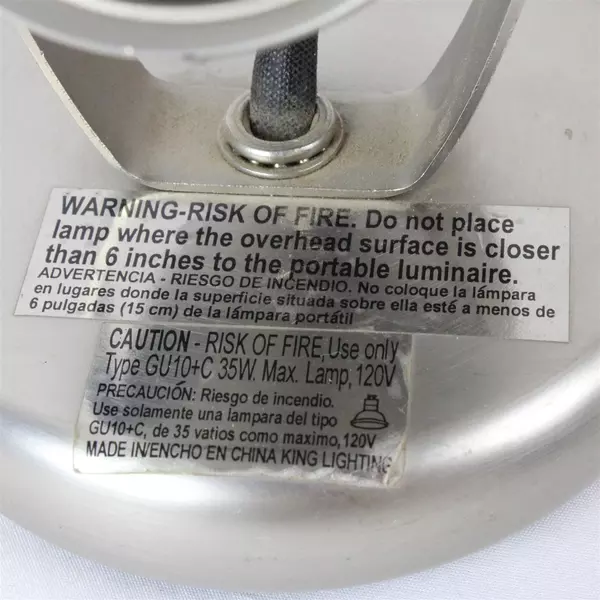 WARNING-RISK OF FIRE. Do not place
lamp where the overhead surface is closer
than 6 inches to the portable luminaire.
ADVERTENCIA - RIESGO DE INCENDIO. No coloque la lámpara
en lugares donde la superficie situada sobre ella esté a menos de
6 pulgadas (15 cm) de la lámpara portátil
CAUTION - RISK OF FIRE, Use only
Type GU10+C 35W. Max. Lamp, 120V
PRECAUCIÓN: Riesgo de incendio.
Use solamente una lampara del tipo
GU10+C, de 35 vatios como maximo, 120V
MADE IN/ENCHO EN CHINA KING LIGHTING